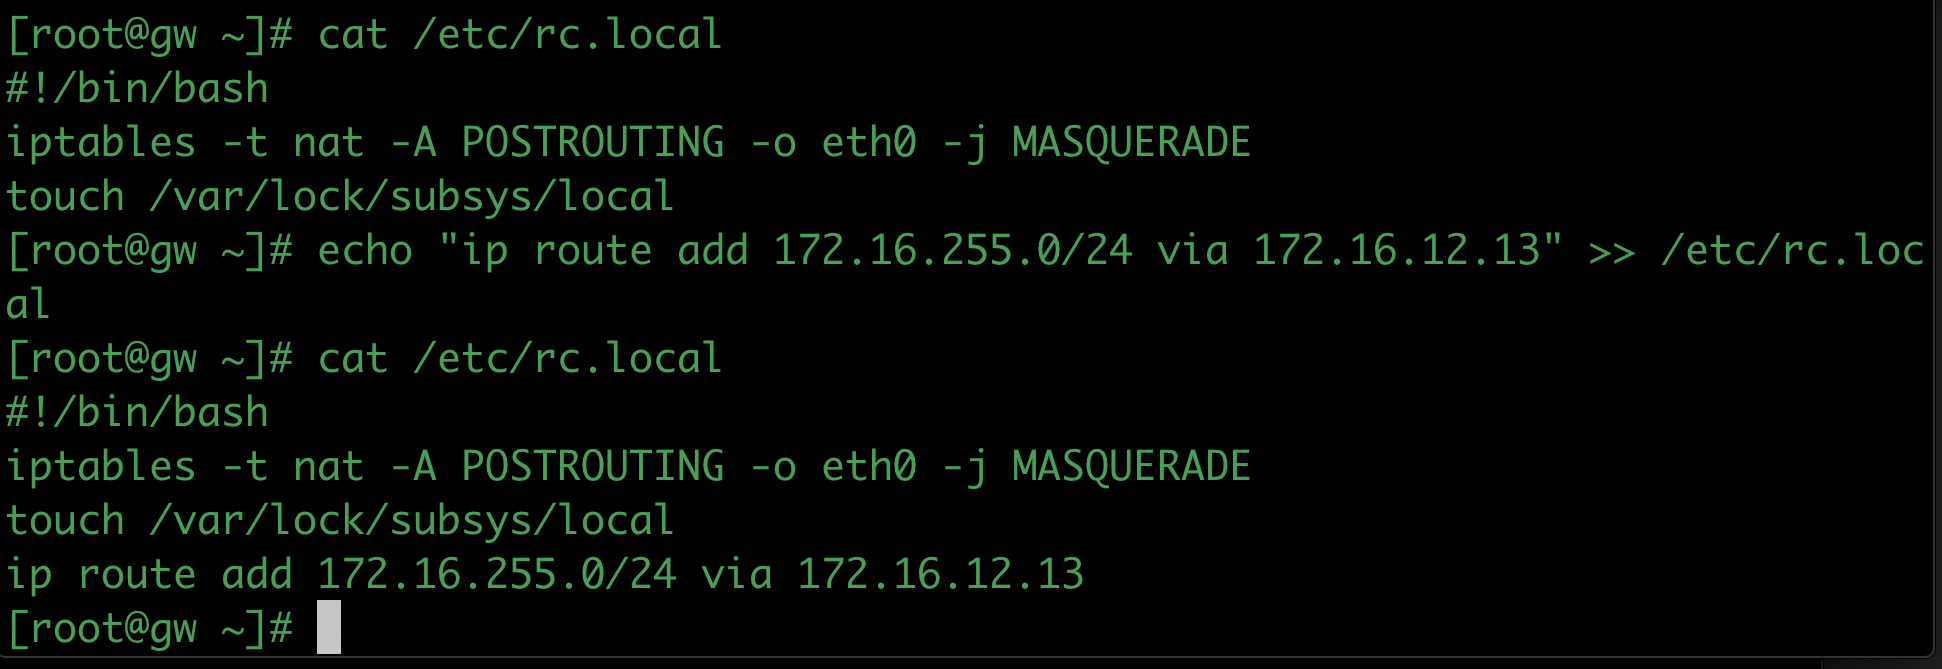 [root@gw ~]# cat /etc/rc.local
#!/bin/bash
iptables -t nat -A POSTROUTING -o eth0 -j MASQUERADE
touch /var/lock/subsys/local
[root@gw ~]# echo "ip route add 172.16.255.0/24 via 172.16.12.13" >> /etc/rc.loc
al
[root@gw ~]# cat /etc/rc.local
#!/bin/bash
iptables -t nat -A POSTROUTING -o eth0 -j MASQUERADE
touch /var/lock/subsys/local
ip route add 172.16.255.0/24 via 172.16.12.13
[root@gw ~]#